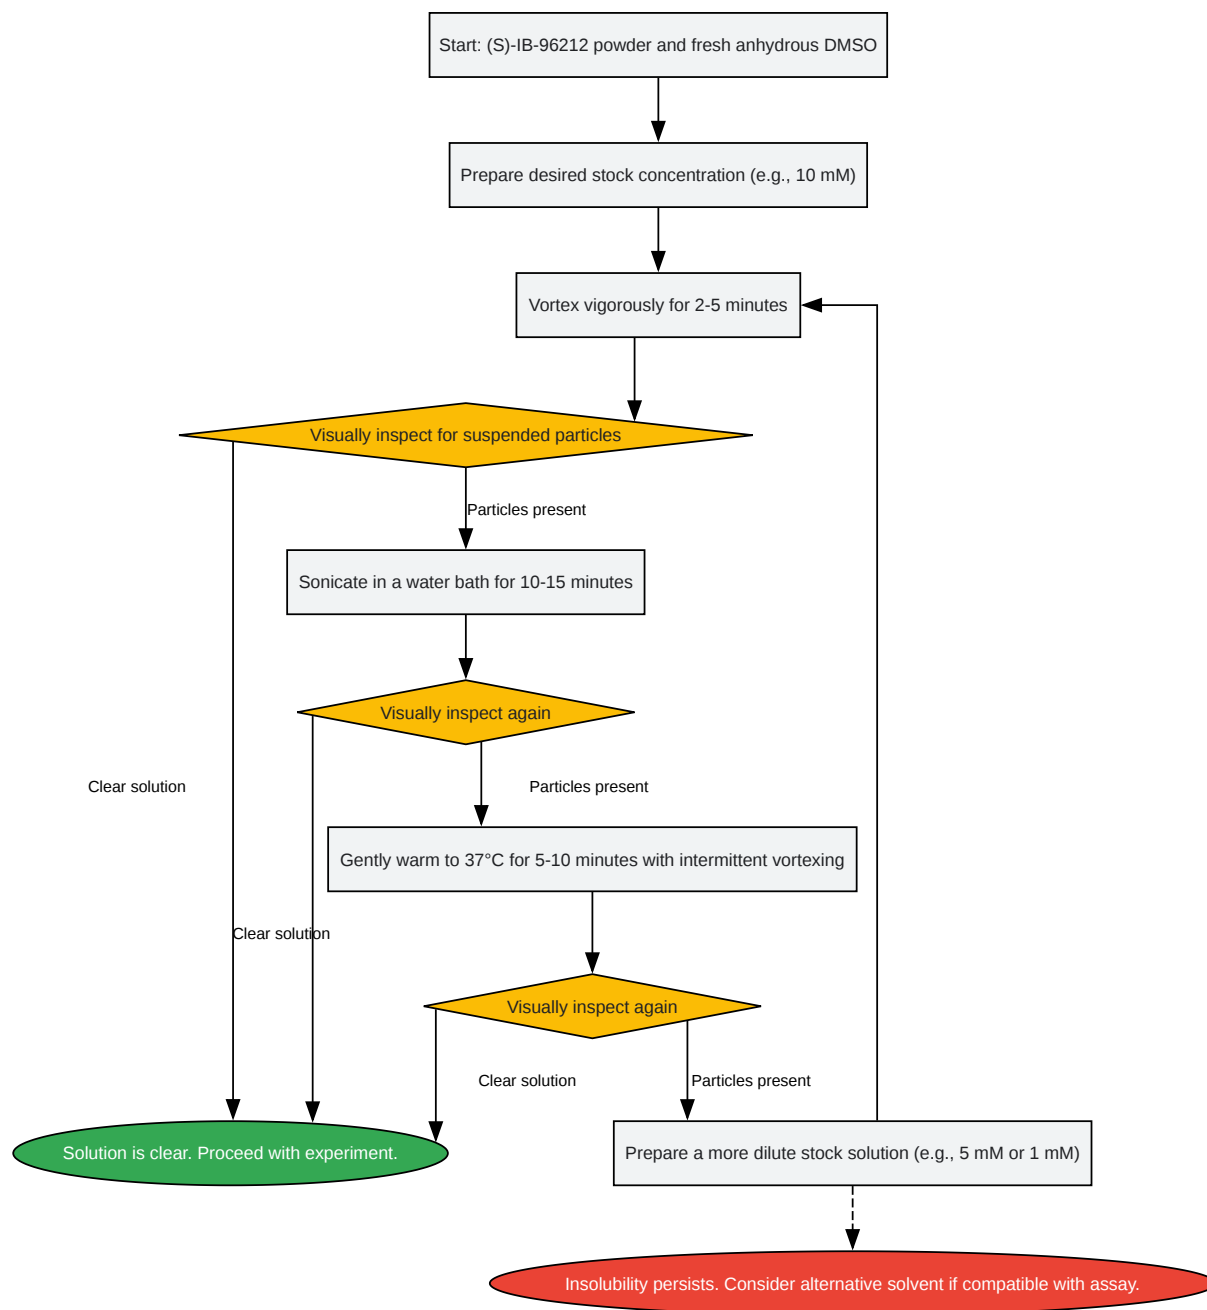 Start: (S)-IB-96212 powder and fresh anhydrous DMSO
Prepare desired stock concentration (e.g., 10 mM)
Vortex vigorously for 2-5 minutes
Visually inspect for suspended particles
Particles present
Sonicate in a water bath for 10-15 minutes
Visually inspect again
Clear solution
Particles present
Gently warm to 37°C for 5-10 minutes with intermittent vortexing
Clear solution
Visually inspect again
Clear solution
Particles present
Solution is clear. Proceed with experiment.
Prepare a more dilute stock solution (e.g., 5 mM or 1 mM)
Insolubility persists. Consider alternative solvent if compatible with assay.